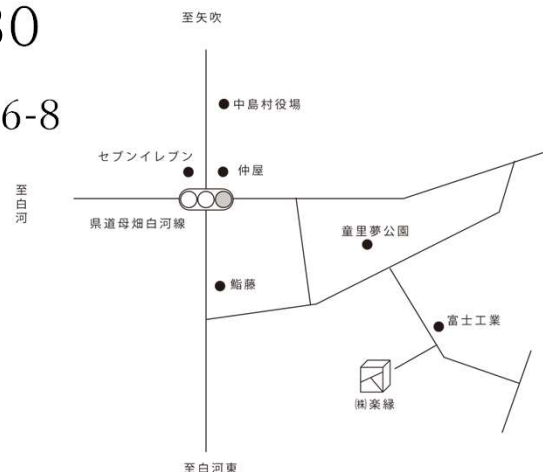 30
至矢吹
6-8
中島村役場
セブンイレブン
仲屋
至白河
県道母畑白河線
童里夢公園
鮨藤
富士工業
㈱楽縁
至白河東